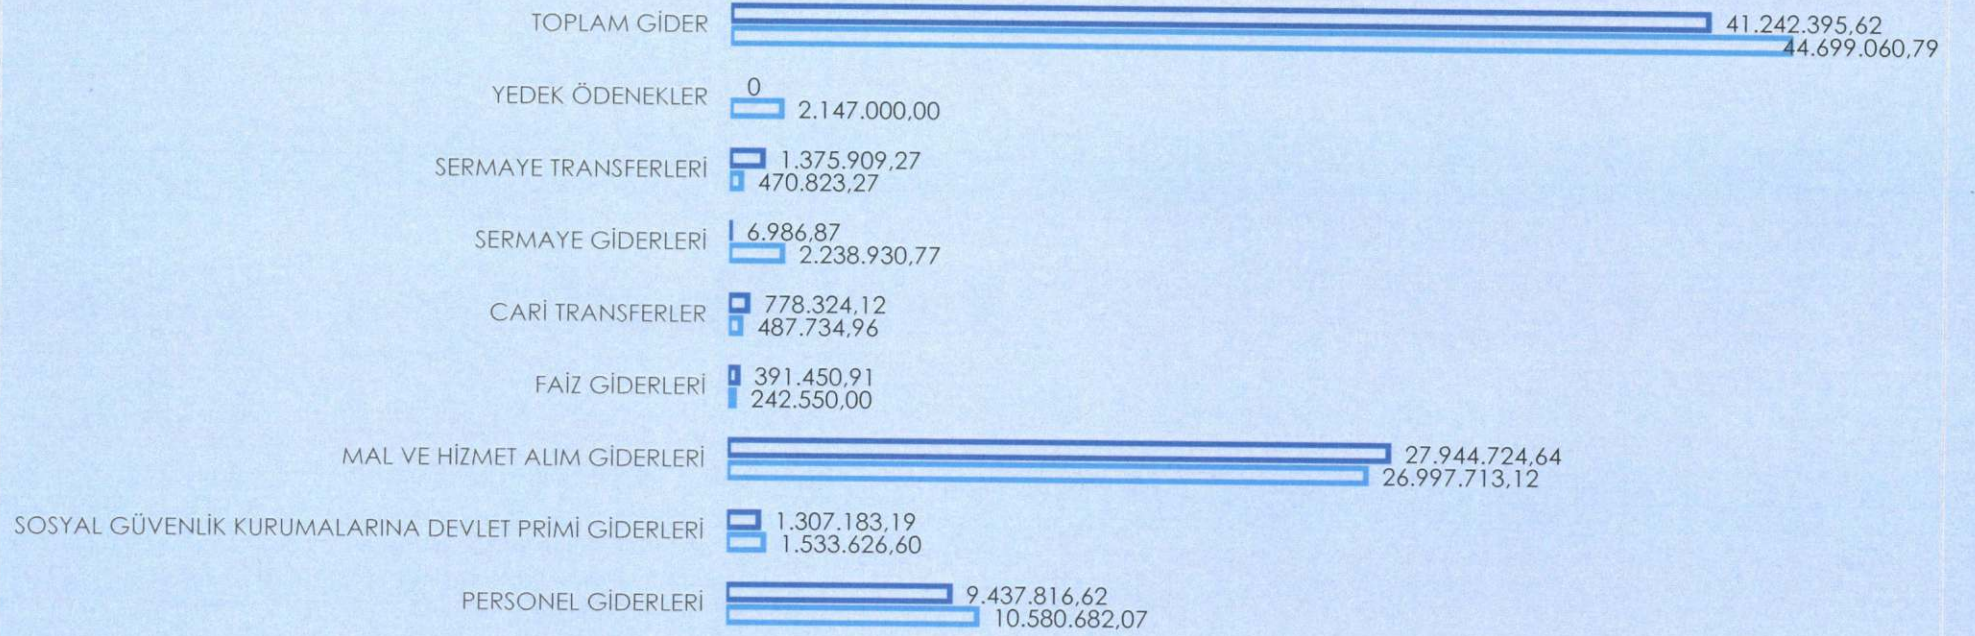 TOPLAM GİDER
41.242.395,62
44.699.060,79
YEDEK ÖDENEKLER
0
2.147.000,00
SERMAYE TRANSFERLERİ
1.375.909,27
470.823,27
SERMAYE GİDERLERİ
6.986,87
2.238.930,77
CARİ TRANSFERLER
778.324,12
487.734,96
FAİZ GİDERLERİ
391.450,91
242.550,00
MAL VE HİZMET ALIM GİDERLERİ
27.944.724,64
26.997.713,12
SOSYAL GÜVENLİK KURUMALARINA DEVLET PRİMİ GİDERLERİ
1.307.183,19
1.533.626,60
PERSONEL GİDERLERİ
9.437.816,62
10.580.682,07